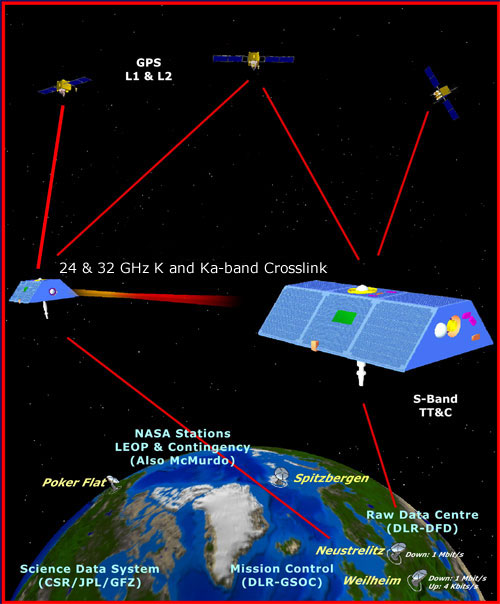 GPS
L1 & L2
24 & 32 GHz K and Ka-band Crosslink
S-Band
TT&C
NASA Stations
LEOP & Contingency
(Also McMurdo)
Poker Flat
Spitzbergen
Raw Data Centre
(DLR-DFD)
Neustrelitz
Down: 1 Mbit/s
Science Data System
(CSR/JPL/GFZ)
Mission Control
(DLR-GSOC)
Weilheim
Down: 1 Mbit/s
Up: 4 Kbits/s